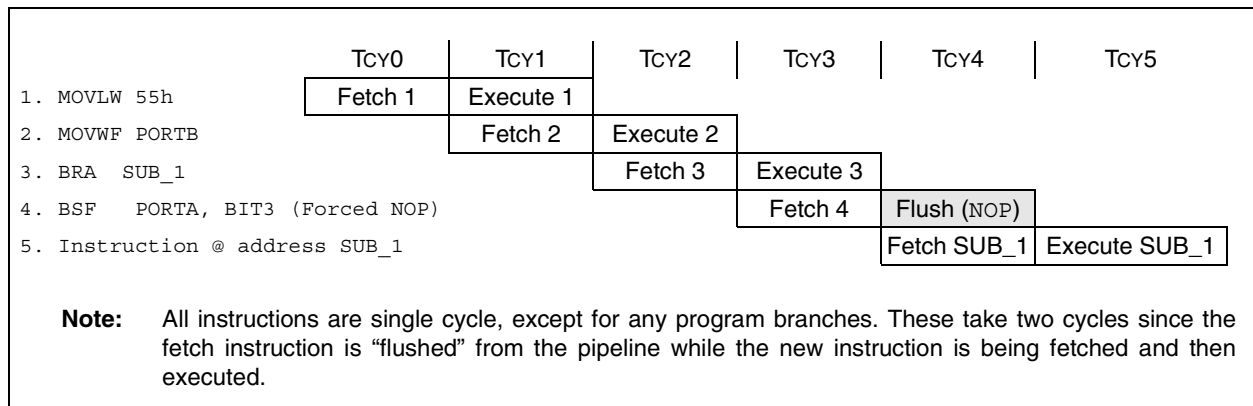 TCY0 TCY1 TCY2 TCY3 TCY4 TCY5
1. MOVLW 55h Fetch 1 Execute 1
2. MOVWF PORTB Fetch 2 Execute 2
3. BRA SUB_1 Fetch 3 Execute 3
4. BSF PORTA, BIT3 (Forced NOP) Fetch 4 Flush (NOP)
5. Instruction @ address SUB_1 Fetch SUB_1 Execute SUB_1
Note: All instructions are single cycle, except for any program branches. These take two cycles since the
fetch instruction is “flushed” from the pipeline while the new instruction is being fetched and then
executed.